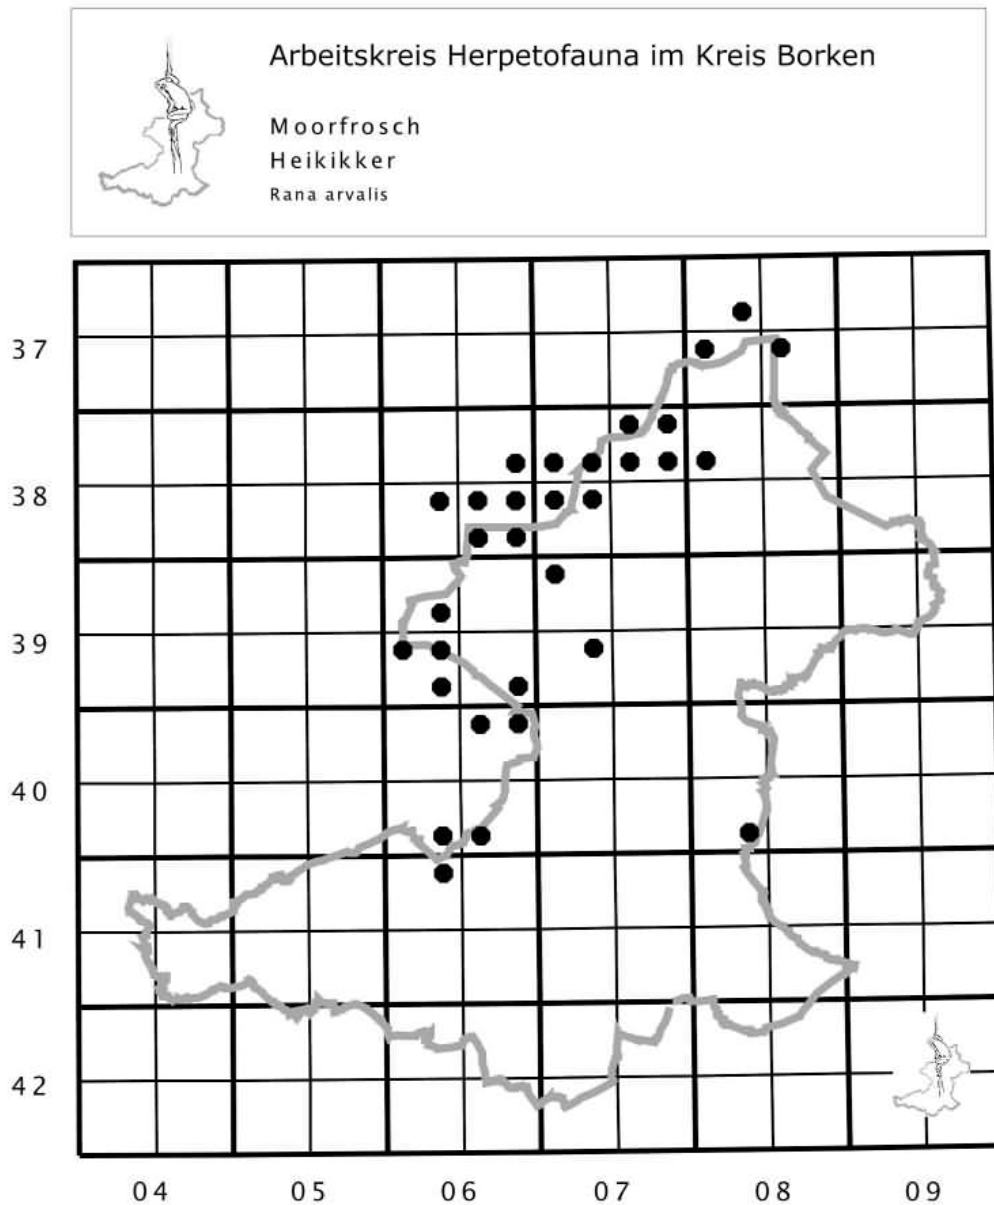 Arbeitskreis Herpetofauna im Kreis Borken
Moorfrosch
Heikikker
Rana arvalis
37
38
39
40
41
42
04 05 06 07 08 09